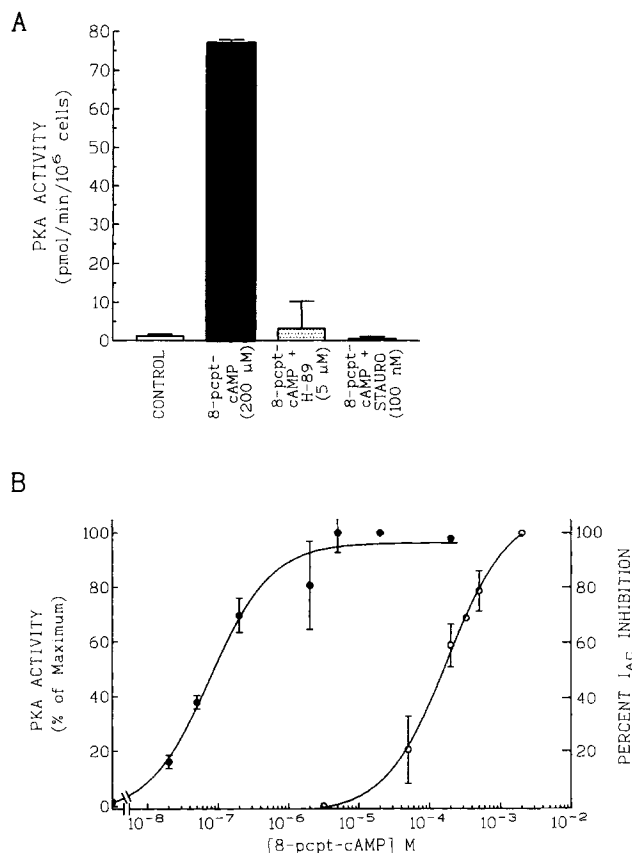 A
PKA ACTIVITY
(pmol/min/10⁶ cells)
80
70
60
50
40
30
20
10
0
CONTROL
8-pcpt-
cAMP
(200 µM)
8-pcpt-
cAMP +
H-89
(5 µM)
8-pcpt-
cAMP +
STAURO
(100 nM)
B
PKA ACTIVITY
(% of Maximum)
100
80
60
40
20
0
100
80
60
40
20
PERCENT I_AC INHIBITION
10⁻⁸ 10⁻⁷ 10⁻⁶ 10⁻⁵ 10⁻⁴ 10⁻³ 10⁻²
[8-pcpt-cAMP] M